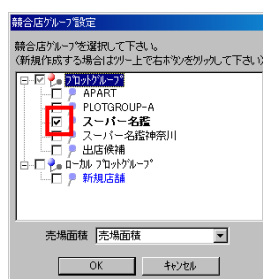 競合店ｸﾞﾙｰﾌﾟ設定
競合店ｸﾞﾙｰﾌﾟを選択して下さい。
(新規作成する場合はﾂﾘｰ上で右ﾎﾞﾀﾝをｸﾘｯｸして下さい)
ﾌﾟﾛｯﾄｸﾞﾙｰﾌﾟ
APART
PLOTGROUP-A
スーパー名鑑
スーパー名鑑神奈川
出店候補
ﾛｰｶﾙ ﾌﾟﾛｯﾄｸﾞﾙｰﾌﾟ
新規店舗
売場面積 売場面積
OK キャンセル